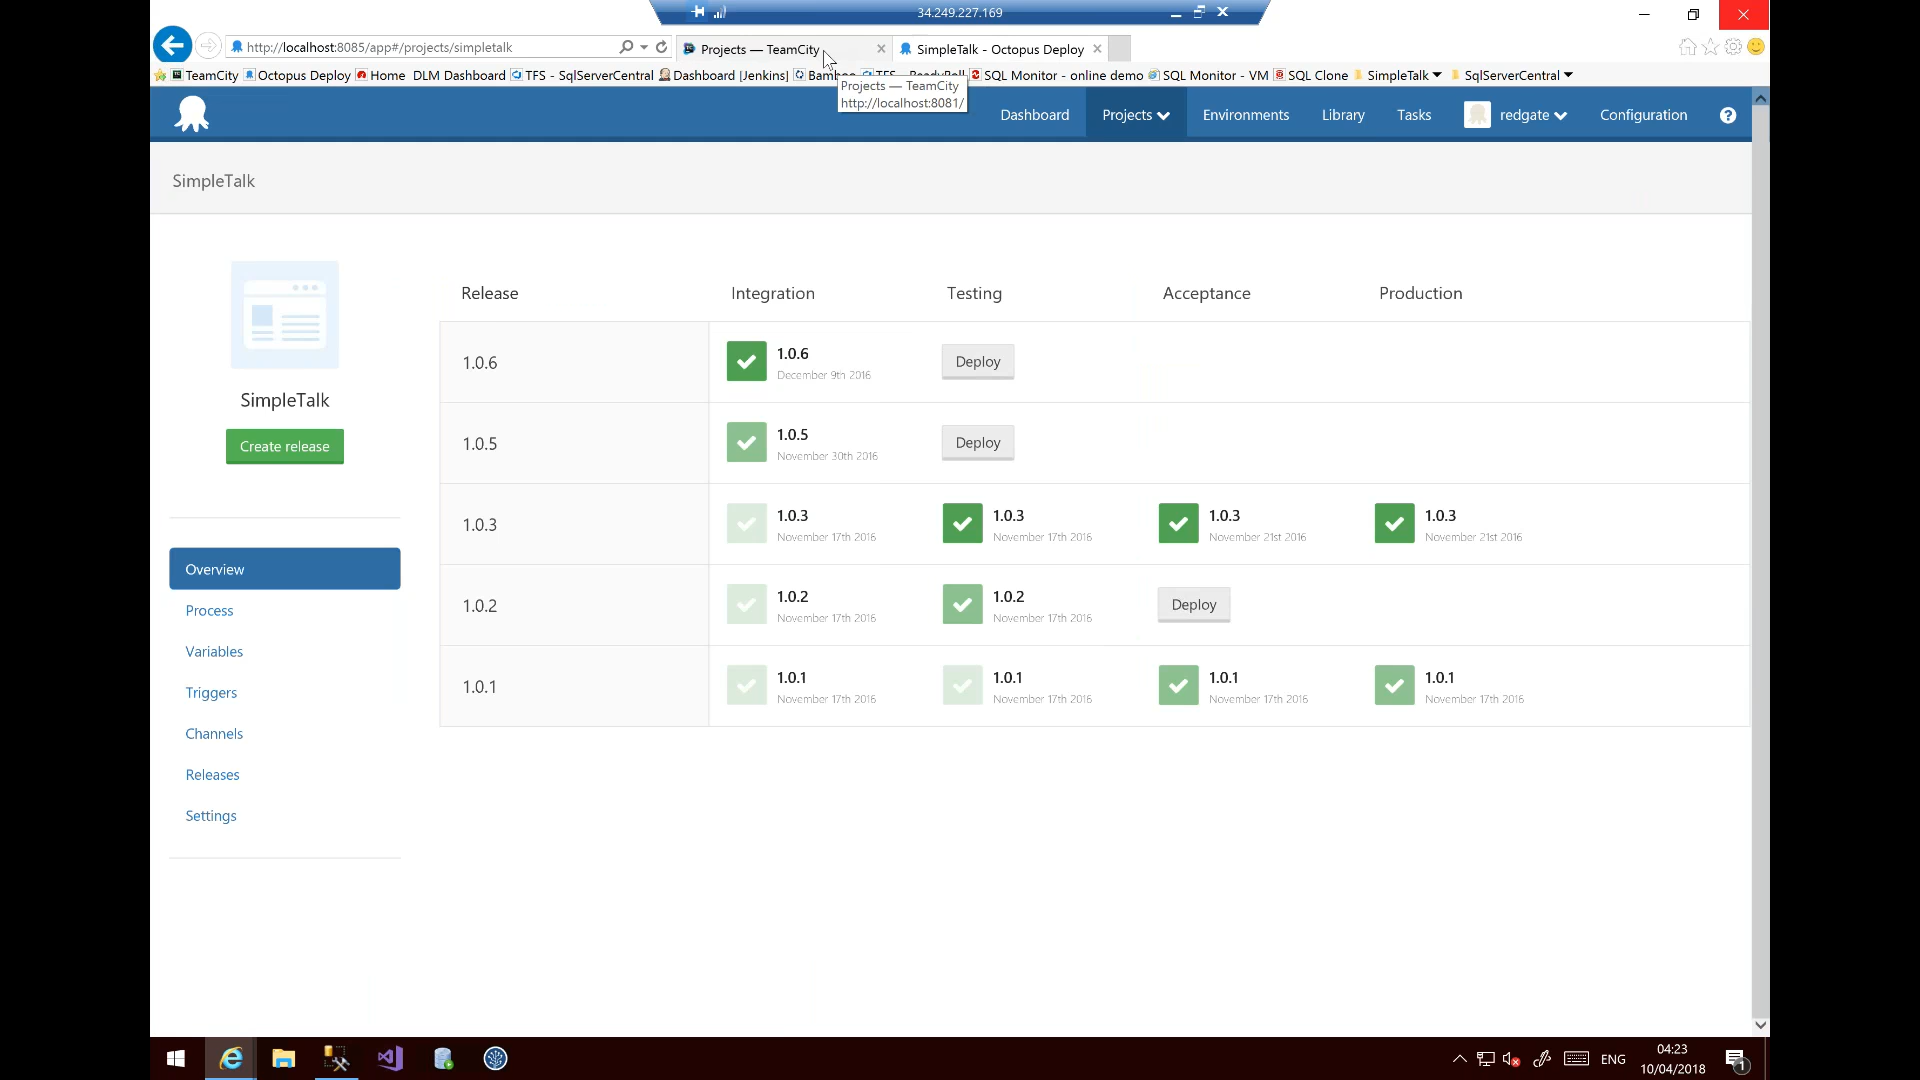 34.249.227.169
http://localhost:8085/app#/projects/simpletalk
Projects — TeamCity
SimpleTalk - Octopus Deploy
TeamCity
Octopus Deploy
Home
DLM Dashboard
TFS - SqlServerCentral
Dashboard [Jenkins]
SQL Monitor - online demo
SQL Monitor - VM
SQL Clone
SimpleTalk
SqlServerCentral
Projects — TeamCity
http://localhost:8081/
Dashboard
Projects
Environments
Library
Tasks
redgate
Configuration
?
SimpleTalk
SimpleTalk
Create release
Overview
Process
Variables
Triggers
Channels
Releases
Settings
Release Integration Testing Acceptance Production
1.0.6
1.0.6
December 9th 2016
Deploy
1.0.5
1.0.5
November 30th 2016
Deploy
1.0.3
1.0.3
November 17th 2016
1.0.3
November 17th 2016
1.0.3
November 21st 2016
1.0.3
November 21st 2016
1.0.2
1.0.2
November 17th 2016
1.0.2
November 17th 2016
Deploy
1.0.1
1.0.1
November 17th 2016
1.0.1
November 17th 2016
1.0.1
November 17th 2016
1.0.1
November 17th 2016
ENG
04:23
10/04/2018
1